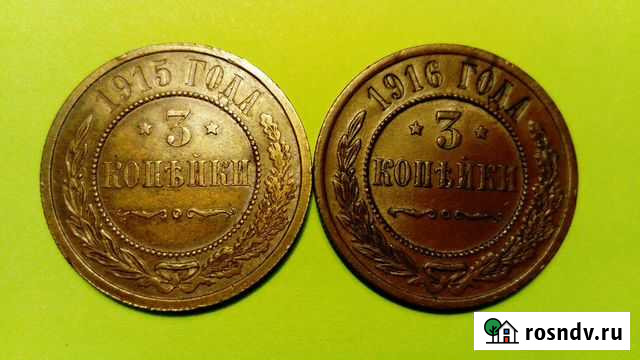 1915 ГОДА
* 3 *
КОПѢЙКИ
1916 ГОДА
* 3 *
КОПѢЙКИ
rosndv.ru